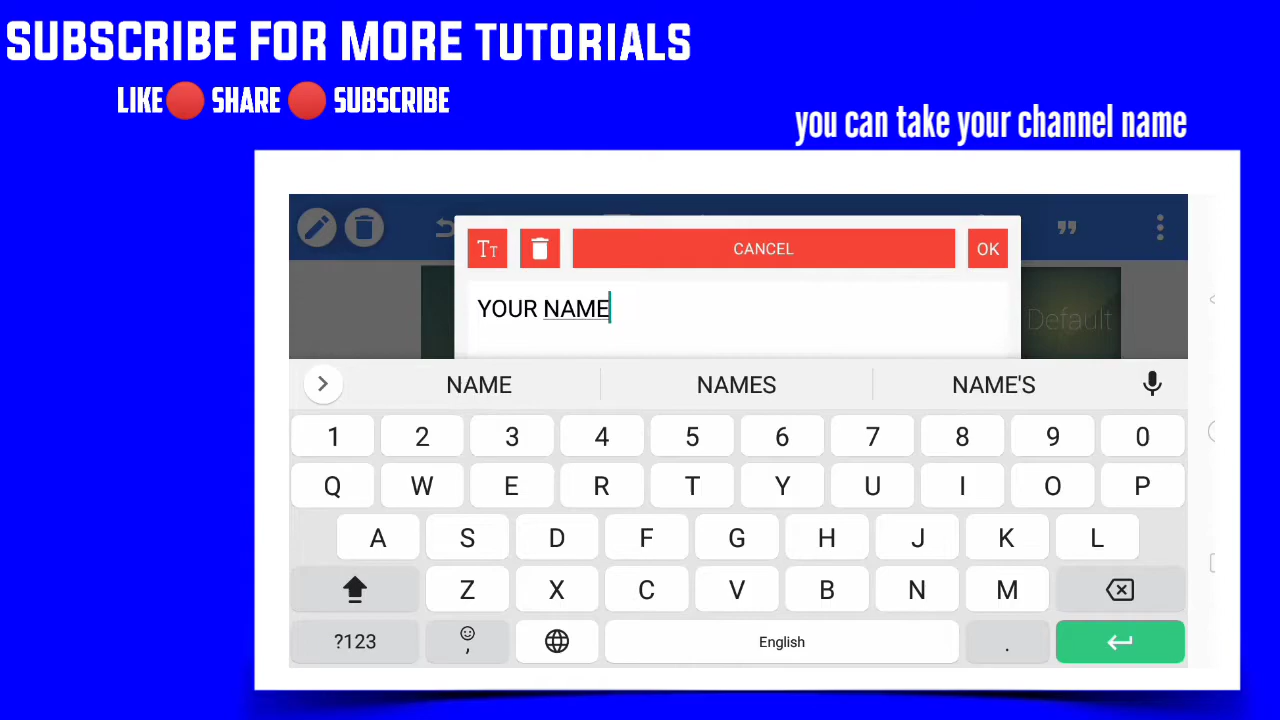 SUBSCRIBE FOR MORE TUTORIALS
LIKE🔴 SHARE 🔴 SUBSCRIBE
you can take your channel name
Tт CANCEL OK
YOUR NAME
Default
NAME NAMES NAME'S
1 2 3 4 5 6 7 8 9 0
Q W E R T Y U I O P
A S D F G H J K L
Z X C V B N M
?123 , English .